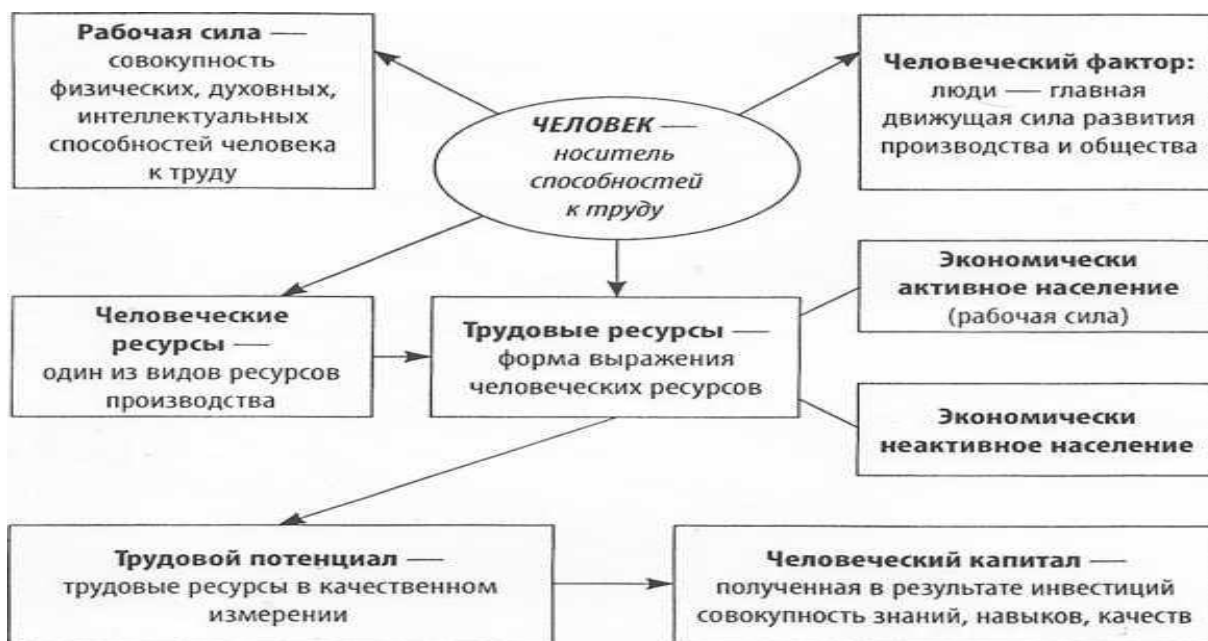 Рабочая сила —
совокупность
физических, духовных,
интеллектуальных
способностей человека
к труду
ЧЕЛОВЕК —
носитель
способностей
к труду
Человеческий фактор:
люди — главная
движущая сила развития
производства и общества
Человеческие
ресурсы —
один из видов ресурсов
производства
Трудовые ресурсы —
форма выражения
человеческих ресурсов
Экономически
активное население
(рабочая сила)
Экономически
неактивное население
Трудовой потенциал —
трудовые ресурсы в качественном
измерении
Человеческий капитал —
полученная в результате инвестиций
совокупность знаний, навыков, качеств